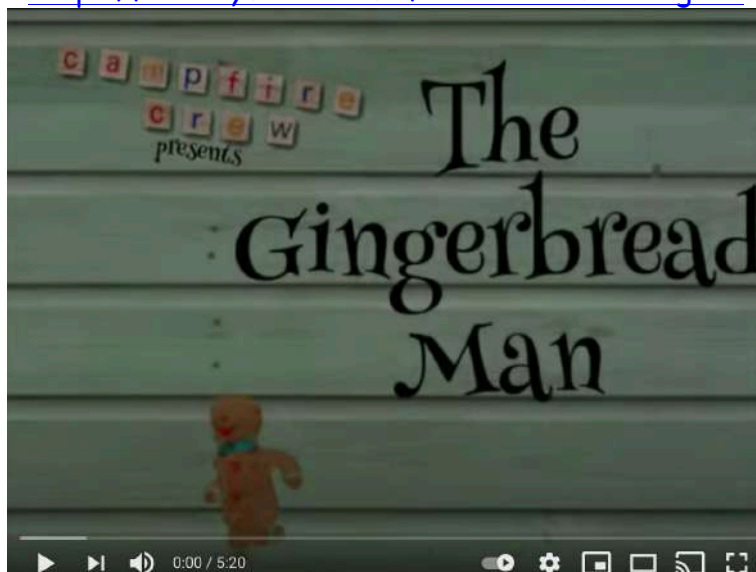 campfire
crew
presents
The
Gingerbread
Man
0:00 / 5:20